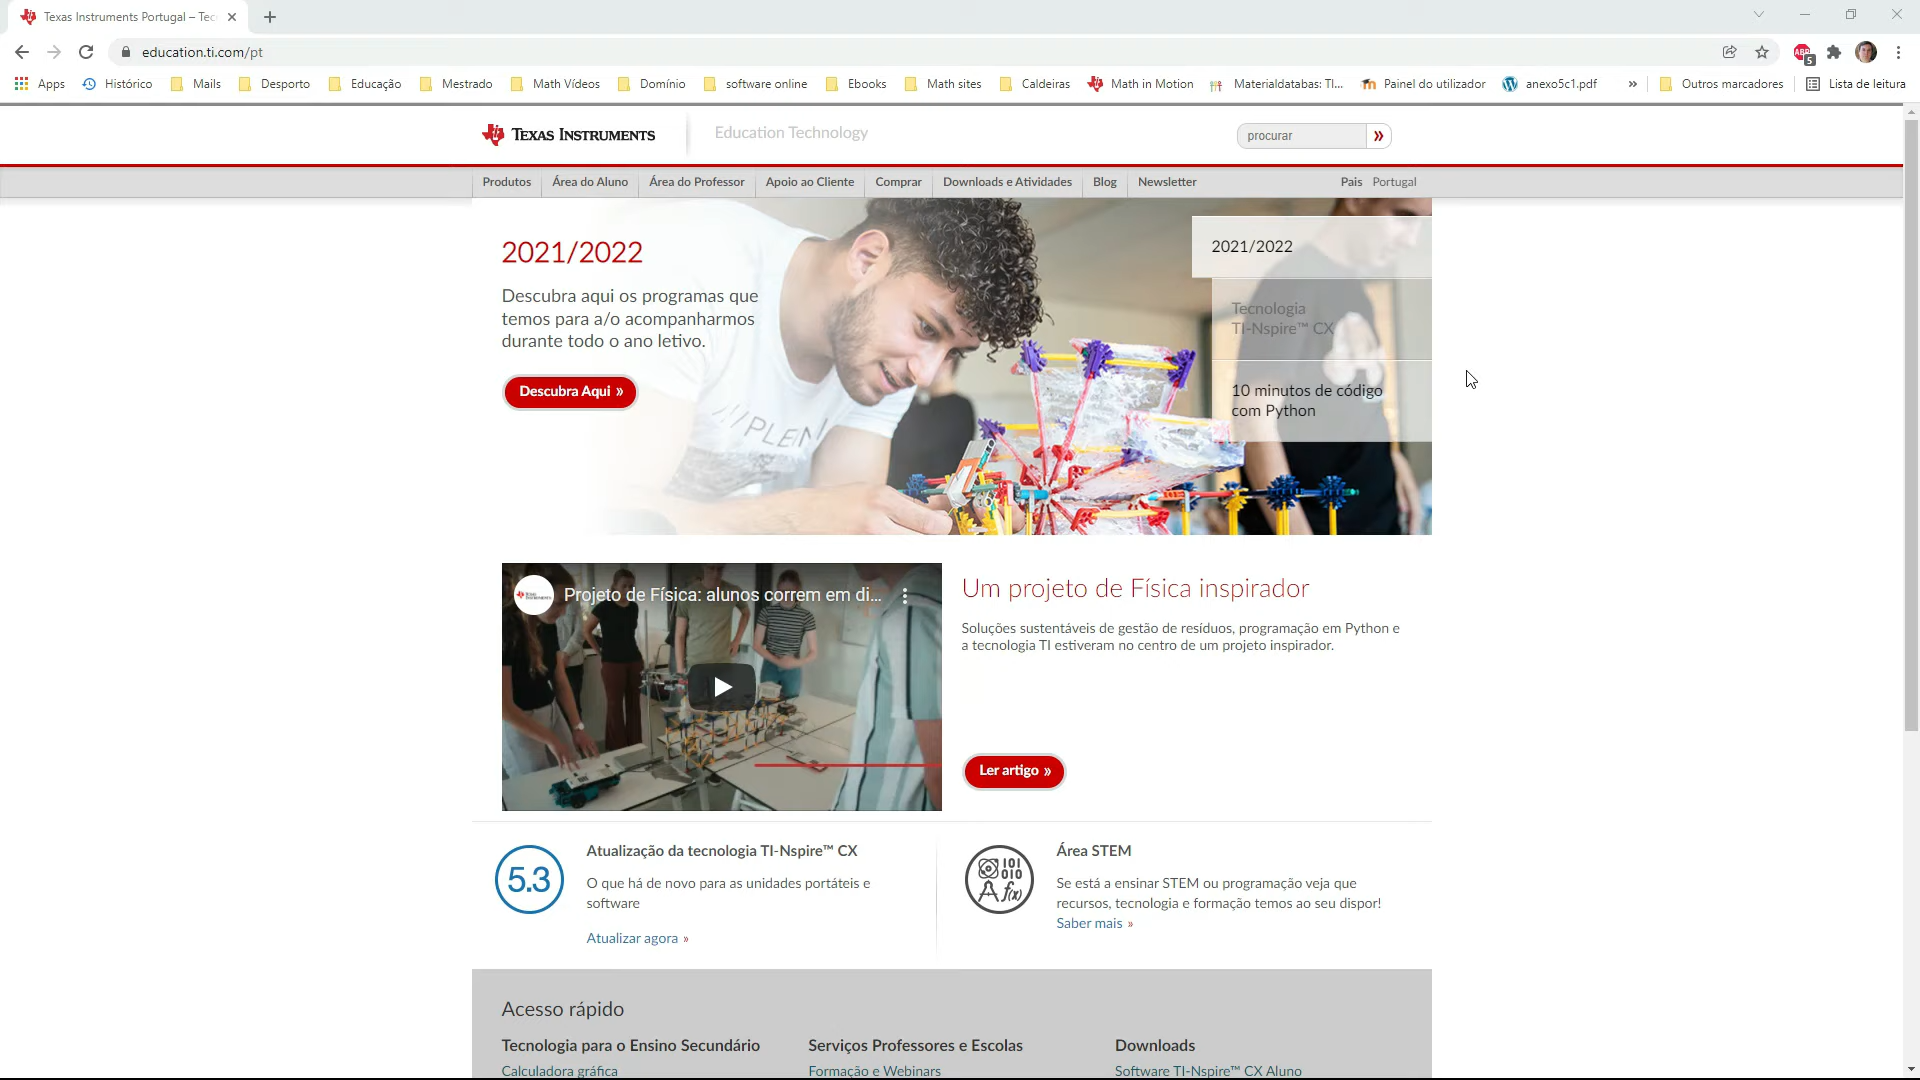 Texas Instruments Portugal – Tec
education.ti.com/pt
ABP
5
Apps
Histórico
Mails
Desporto
Educação
Mestrado
Math Vídeos
Domínio
software online
Ebooks
Math sites
Caldeiras
Math in Motion
Materialdatabas: TI...
Painel do utilizador
anexo5c1.pdf
»
Outros marcadores
Lista de leitura
TEXAS INSTRUMENTS
Education Technology
procurar
»
Produtos
Área do Aluno
Área do Professor
Apoio ao Cliente
Comprar
Downloads e Atividades
Blog
Newsletter
Pais
Portugal
2021/2022
Descubra aqui os programas que
temos para a/o acompanharmos
durante todo o ano letivo.
Descubra Aqui »
2021/2022
Tecnologia
TI-Nspire™ CX
10 minutos de código
com Python
Projeto de Física: alunos correm em di...
Um projeto de Física inspirador
Soluções sustentáveis de gestão de resíduos, programação em Python e
a tecnologia TI estiveram no centro de um projeto inspirador.
Ler artigo »
5.3
Atualização da tecnologia TI-Nspire™ CX
O que há de novo para as unidades portáteis e
software
Atualizar agora »
101
010
f(x)
Área STEM
Se está a ensinar STEM ou programação veja que
recursos, tecnologia e formação temos ao seu dispor!
Saber mais »
Acesso rápido
Tecnologia para o Ensino Secundário
Calculadora gráfica
Serviços Professores e Escolas
Formação e Webinars
Downloads
Software TI-Nspire™ CX Aluno